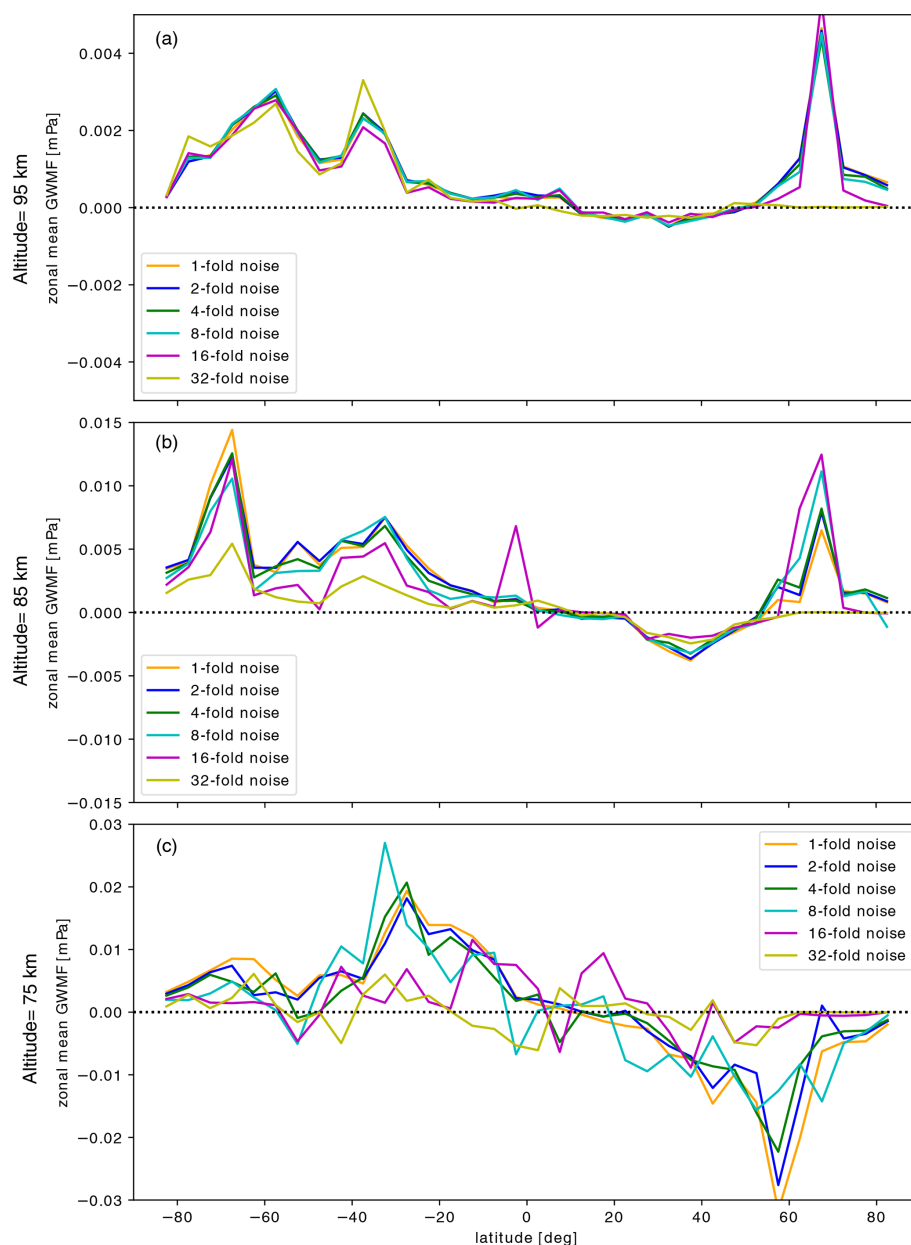 (a)
0.004
0.002
0.000
−0.002
−0.004
Altitude= 95 km
zonal mean GWMF [mPa]
1-fold noise
2-fold noise
4-fold noise
8-fold noise
16-fold noise
32-fold noise
(b)
0.015
0.010
0.005
0.000
−0.005
−0.010
−0.015
Altitude= 85 km
zonal mean GWMF [mPa]
1-fold noise
2-fold noise
4-fold noise
8-fold noise
16-fold noise
32-fold noise
(c)
0.03
0.02
0.01
0.00
−0.01
−0.02
−0.03
Altitude= 75 km
zonal mean GWMF [mPa]
1-fold noise
2-fold noise
4-fold noise
8-fold noise
16-fold noise
32-fold noise
−80 −60 −40 −20 0 20 40 60 80
latitude [deg]